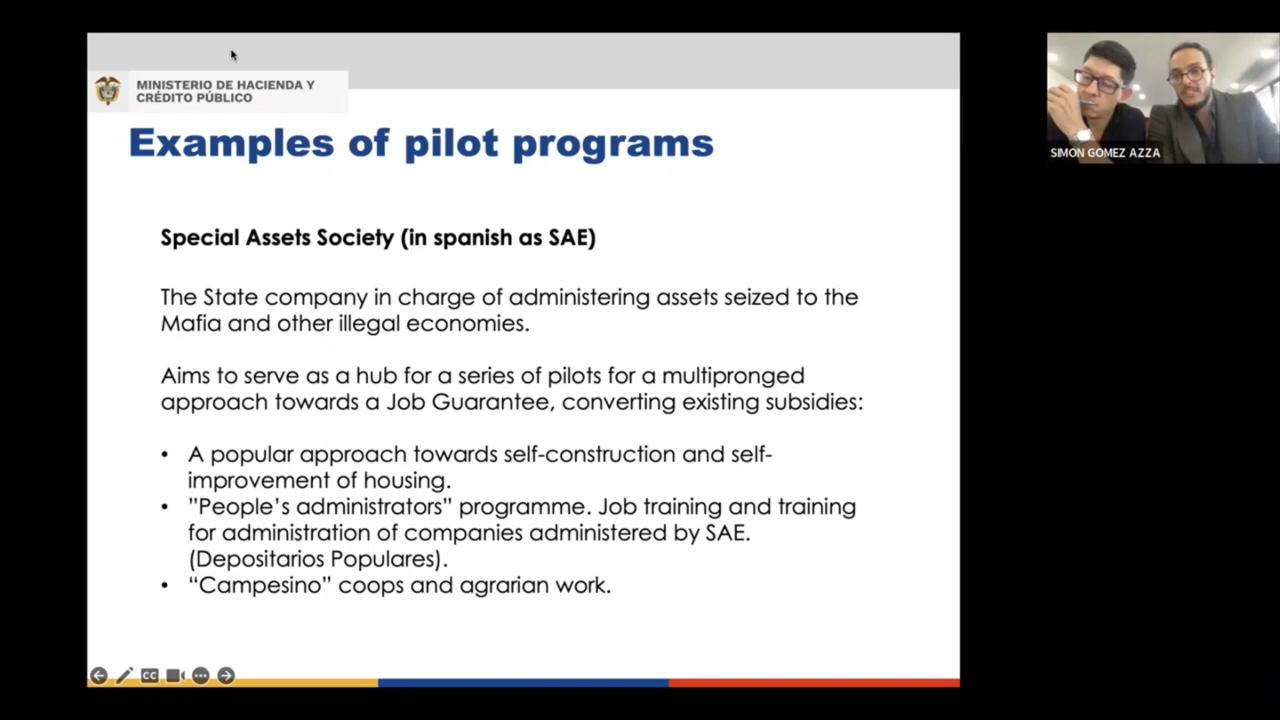 MINISTERIO DE HACIENDA Y
CRÉDITO PÚBLICO
Examples of pilot programs
SIMON GOMEZ AZZA
Special Assets Society (in spanish as SAE)
The State company in charge of administering assets seized to the
Mafia and other illegal economies.
Aims to serve as a hub for a series of pilots for a multipronged
approach towards a Job Guarantee, converting existing subsidies:
• A popular approach towards self-construction and self-
improvement of housing.
• ”People’s administrators” programme. Job training and training
for administration of companies administered by SAE.
(Depositarios Populares).
• “Campesino” coops and agrarian work.
CC